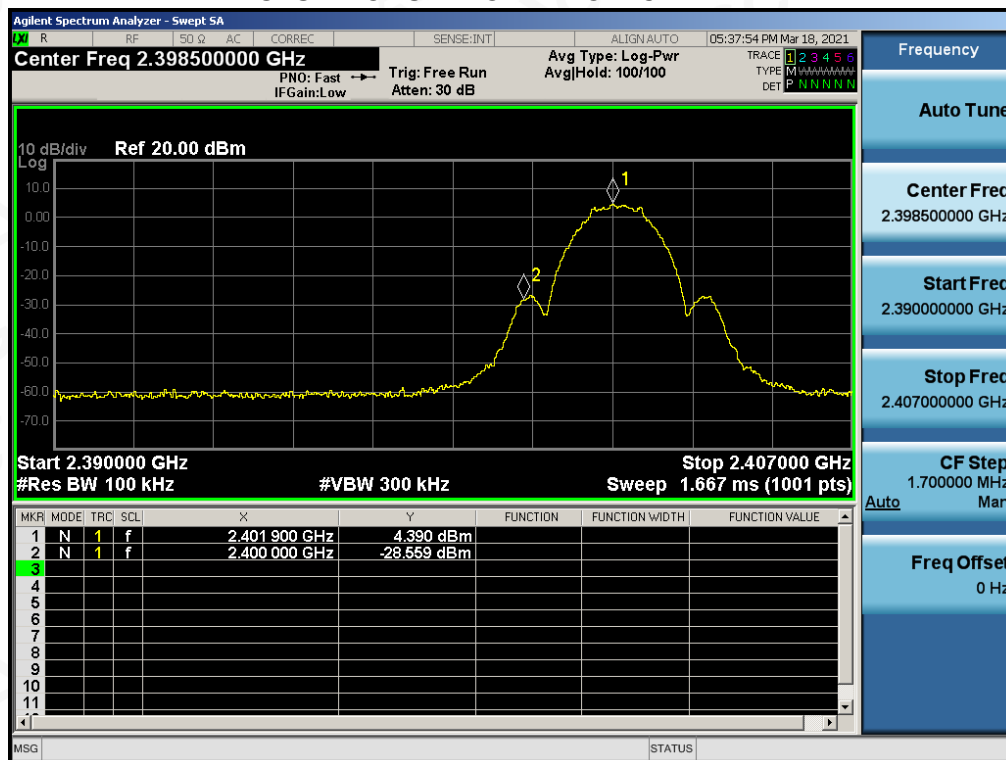 Agilent Spectrum Analyzer - Swept SA
LXI R RF 50 Ω AC CORREC SENSE:INT ALIGN AUTO 05:37:54 PM Mar 18, 2021
Center Freq 2.398500000 GHz
PNO: Fast
IFGain:Low
Trig: Free Run
Atten: 30 dB
Avg Type: Log-Pwr
Avg|Hold: 100/100
TRACE 1 2 3 4 5 6
TYPE M W W W W W
DET P N N N N N
10 dB/div Ref 20.00 dBm
Log
10.0
0.00
-10.0
-20.0
-30.0
-40.0
-50.0
-60.0
-70.0
1
2
Start 2.390000 GHz Stop 2.407000 GHz
#Res BW 100 kHz #VBW 300 kHz Sweep 1.667 ms (1001 pts)
MKR MODE TRC SCL X Y FUNCTION FUNCTION WIDTH FUNCTION VALUE
1 N 1 f 2.401 900 GHz 4.390 dBm
2 N 1 f 2.400 000 GHz -28.559 dBm
3
4
5
6
7
8
9
10
11
MSG STATUS
Frequency
Auto Tune
Center Freq
2.398500000 GHz
Start Freq
2.390000000 GHz
Stop Freq
2.407000000 GHz
CF Step
1.700000 MHz
Auto Man
Freq Offset
0 Hz